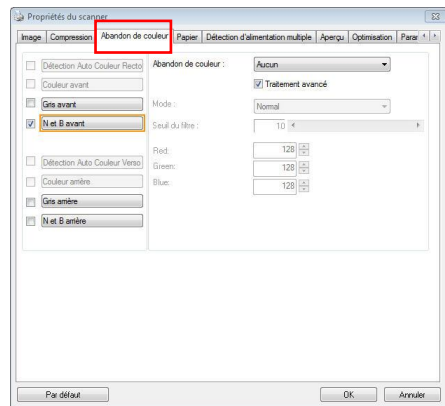 Propriétés du scanner
Image Compression Abandon de couleur Papier Détection d'alimentation multiple Aperçu Optimisation Parar
Détection Auto Couleur Recto
Couleur avant
Gris avant
N et B avant
Détection Auto Couleur Verso
Couleur arrière
Gris arrière
N et B arrière
Abandon de couleur : Aucun
Traitement avancé
Mode : Normal
Seuil du filtre : 10
Red: 128
Green: 128
Blue: 128
Par défaut OK Annuler